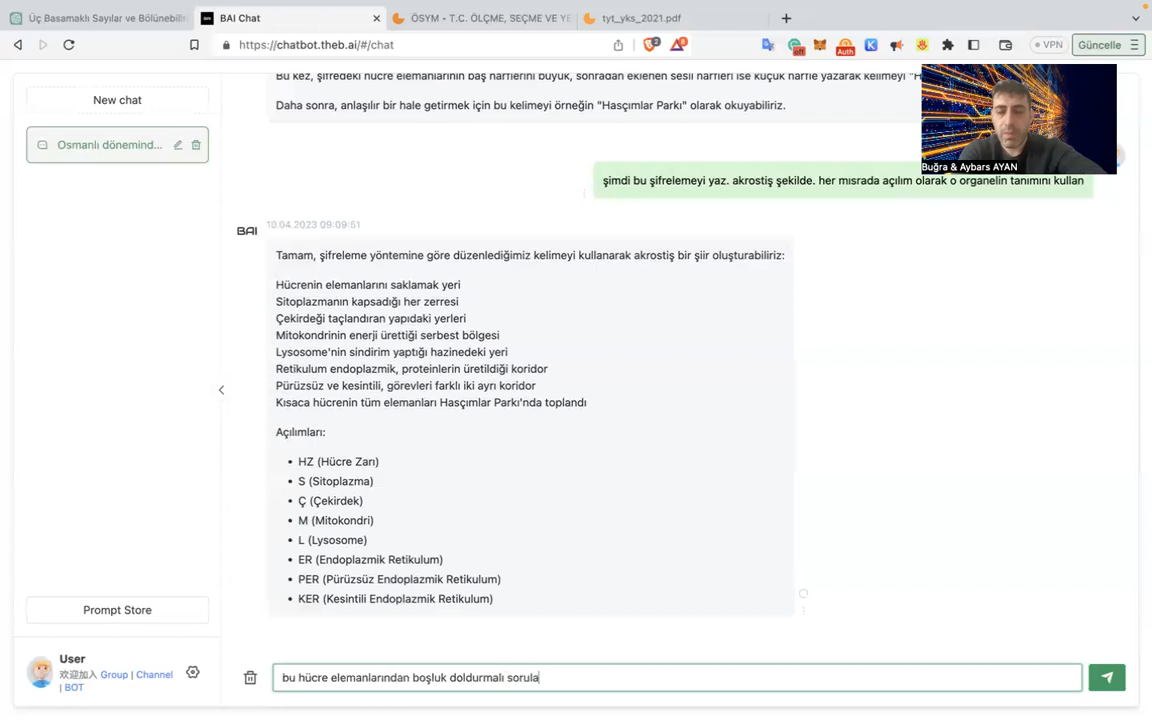 Üç Basamaklı Sayılar ve Bölünebilir
BAI Chat
ÖSYM - T.C. ÖLÇME, SEÇME VE YE
tyt_yks_2021.pdf
https://chatbot.theb.ai/#/chat
VPN
Güncelle
New chat
Osmanlı dönemind...
Bu kez, şifredeki hücre elemanlarının baş harflerini büyük, sonradan eklenen sesli harfleri ise küçük harfle yazarak kelimeyi "H
Daha sonra, anlaşılır bir hale getirmek için bu kelimeyi örneğin "Hasçımlar Parkı" olarak okuyabiliriz.
Buğra & Aybars AYAN
şimdi bu şifrelemeyi yaz. akrostiş şekilde. her mısrada açılım olarak o organelin tanımını kullan
BAI
10.04.2023 09:09:51
Tamam, şifreleme yöntemine göre düzenlediğimiz kelimeyi kullanarak akrostiş bir şiir oluşturabiliriz:
Hücrenin elemanlarını saklamak yeri
Sitoplazmanın kapsadığı her zerresi
Çekirdeği taçlandıran yapıdaki yerleri
Mitokondrinin enerji ürettiği serbest bölgesi
Lysosome'nin sindirim yaptığı hazinedeki yeri
Retikulum endoplazmik, proteinlerin üretildiği koridor
Pürüzsüz ve kesintili, görevleri farklı iki ayrı koridor
Kısaca hücrenin tüm elemanları Hasçımlar Parkı'nda toplandı
Açılımları:
• HZ (Hücre Zarı)
• S (Sitoplazma)
• Ç (Çekirdek)
• M (Mitokondri)
• L (Lysosome)
• ER (Endoplazmik Retikulum)
• PER (Pürüzsüz Endoplazmik Retikulum)
• KER (Kesintili Endoplazmik Retikulum)
Prompt Store
User
欢迎加入 Group | Channel
| BOT
bu hücre elemanlarından boşluk doldurmalı sorula